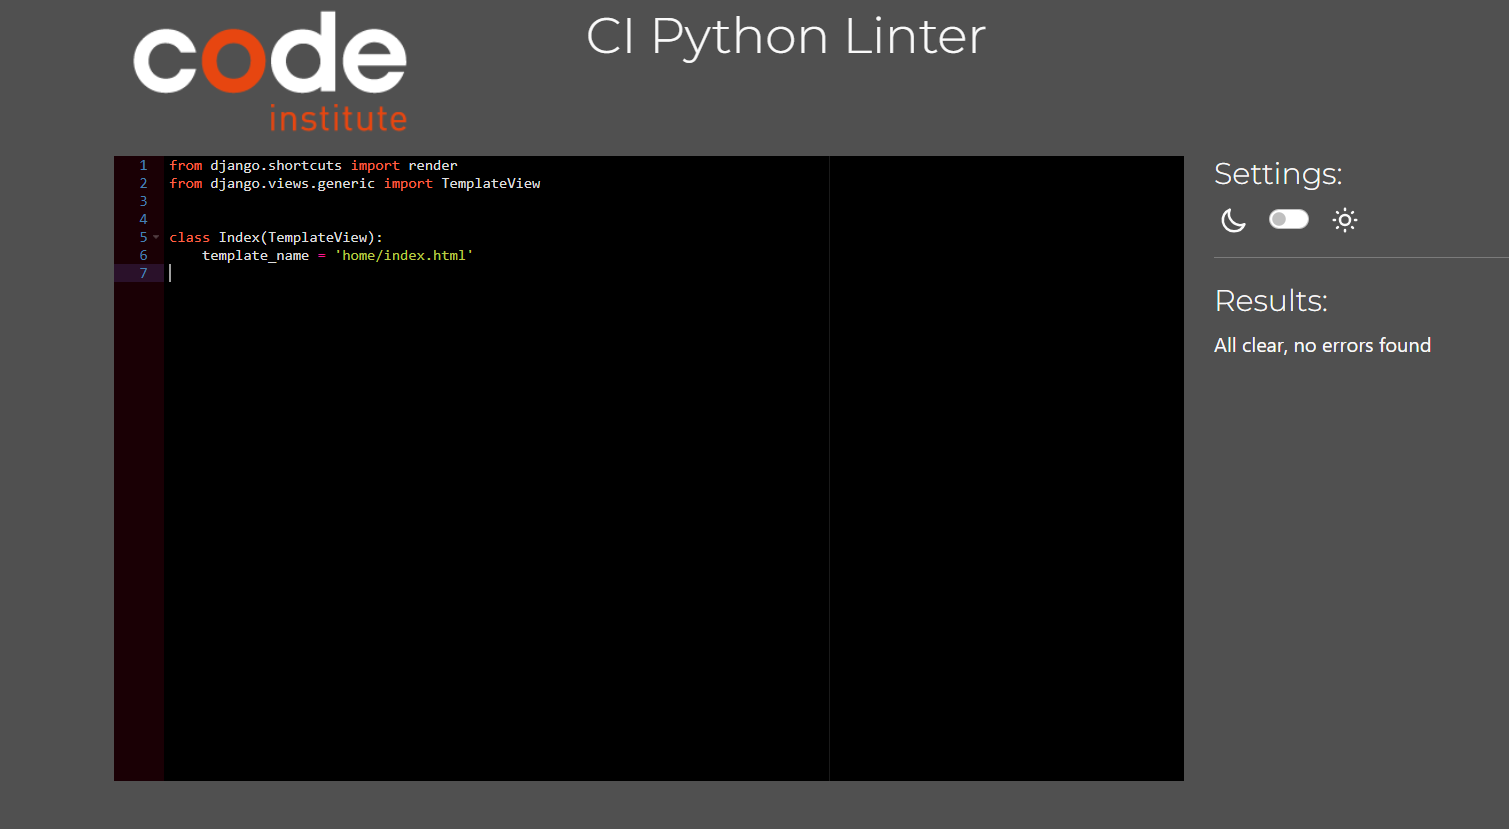 code
institute
CI Python Linter
1 from django.shortcuts import render
2 from django.views.generic import TemplateView
3
4
5 class Index(TemplateView):
6     template_name = 'home/index.html'
7
Settings:
Results:
All clear, no errors found